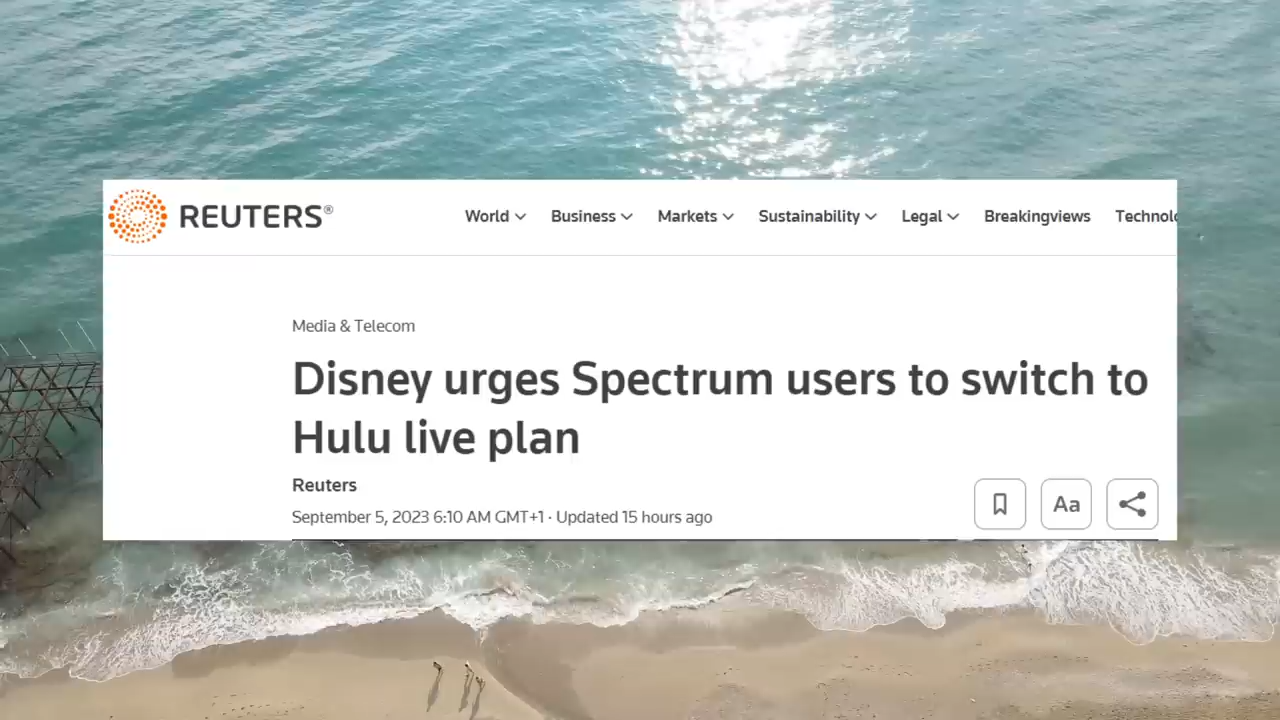 REUTERS®
World Business Markets Sustainability Legal Breakingviews Technolo
Media & Telecom
Disney urges Spectrum users to switch to
Hulu live plan
Reuters
September 5, 2023 6:10 AM GMT+1 · Updated 15 hours ago
Aa